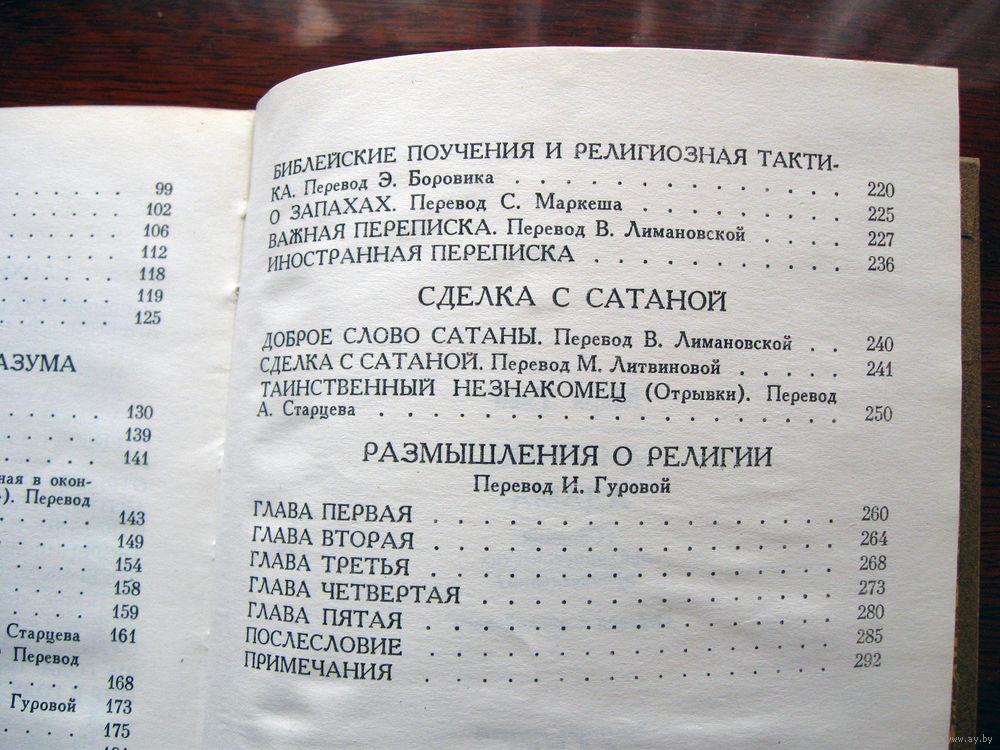 99
102
106
112
118
119
125
АЗУМА
130
139
141
ная в окон-
). Перевод
143
149
154
158
159
Старцева 161
Перевод
168
Гуровой 173
175
БИБЛЕЙСКИЕ ПОУЧЕНИЯ И РЕЛИГИОЗНАЯ ТАКТИ-
КА. Перевод Э. Боровика . . . . . . . . . . . . 220
О ЗАПАХАХ. Перевод С. Маркеша . . . . . . . . 225
ВАЖНАЯ ПЕРЕПИСКА. Перевод В. Лимановской . . . . 227
ИНОСТРАННАЯ ПЕРЕПИСКА . . . . . . . . . . 236
СДЕЛКА С САТАНОЙ
ДОБРОЕ СЛОВО САТАНЫ. Перевод В. Лимановской . . 240
СДЕЛКА С САТАНОЙ. Перевод М. Литвиновой . . . . . 241
ТАИНСТВЕННЫЙ НЕЗНАКОМЕЦ (Отрывки). Перевод
А. Старцева . . . . . . . . . . . . . . . . . . 250
РАЗМЫШЛЕНИЯ О РЕЛИГИИ
Перевод И. Гуровой
ГЛАВА ПЕРВАЯ . . . . . . . . . . . . . . . . 260
ГЛАВА ВТОРАЯ . . . . . . . . . . . . . . . . 264
ГЛАВА ТРЕТЬЯ . . . . . . . . . . . . . . . . 268
ГЛАВА ЧЕТВЕРТАЯ . . . . . . . . . . . . . . 273
ГЛАВА ПЯТАЯ . . . . . . . . . . . . . . . . 280
ПОСЛЕСЛОВИЕ . . . . . . . . . . . . . . . . 285
ПРИМЕЧАНИЯ . . . . . . . . . . . . . . . . 292
www.ay.by